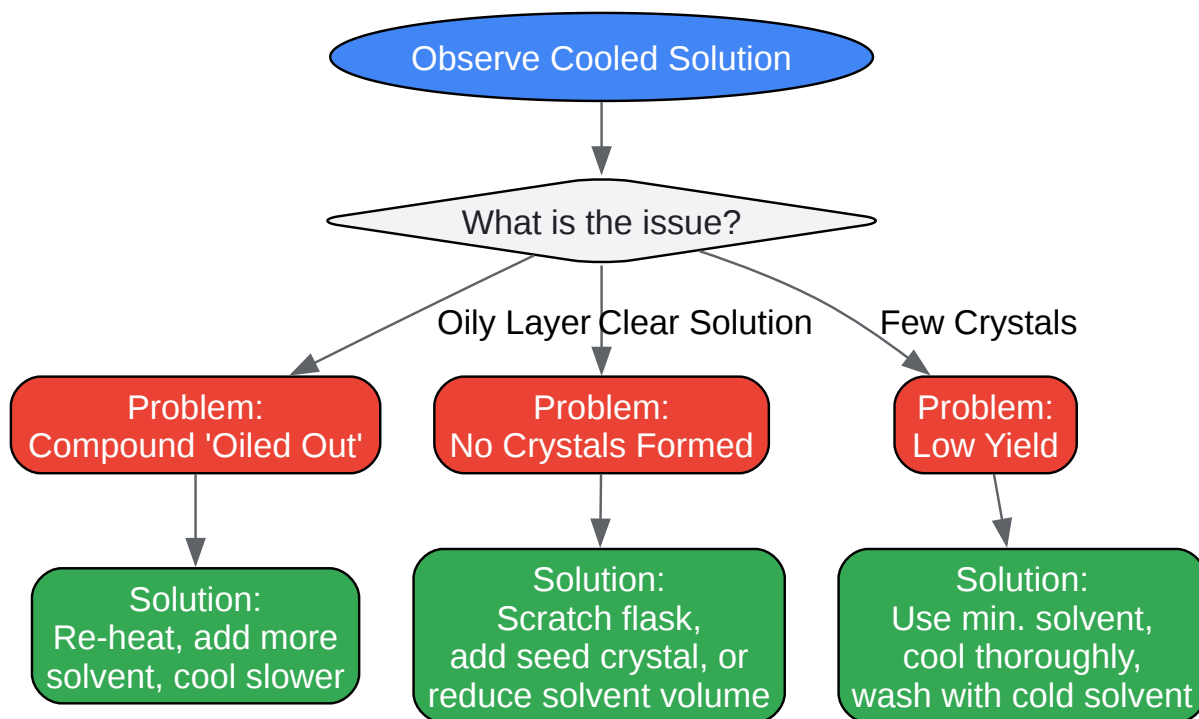 Observe Cooled Solution
What is the issue?
Oily Layer
Clear Solution
Few Crystals
Problem:
Compound 'Oiled Out'
Problem:
No Crystals Formed
Problem:
Low Yield
Solution:
Re-heat, add more
solvent, cool slower
Solution:
Scratch flask,
add seed crystal, or
reduce solvent volume
Solution:
Use min. solvent,
cool thoroughly,
wash with cold solvent